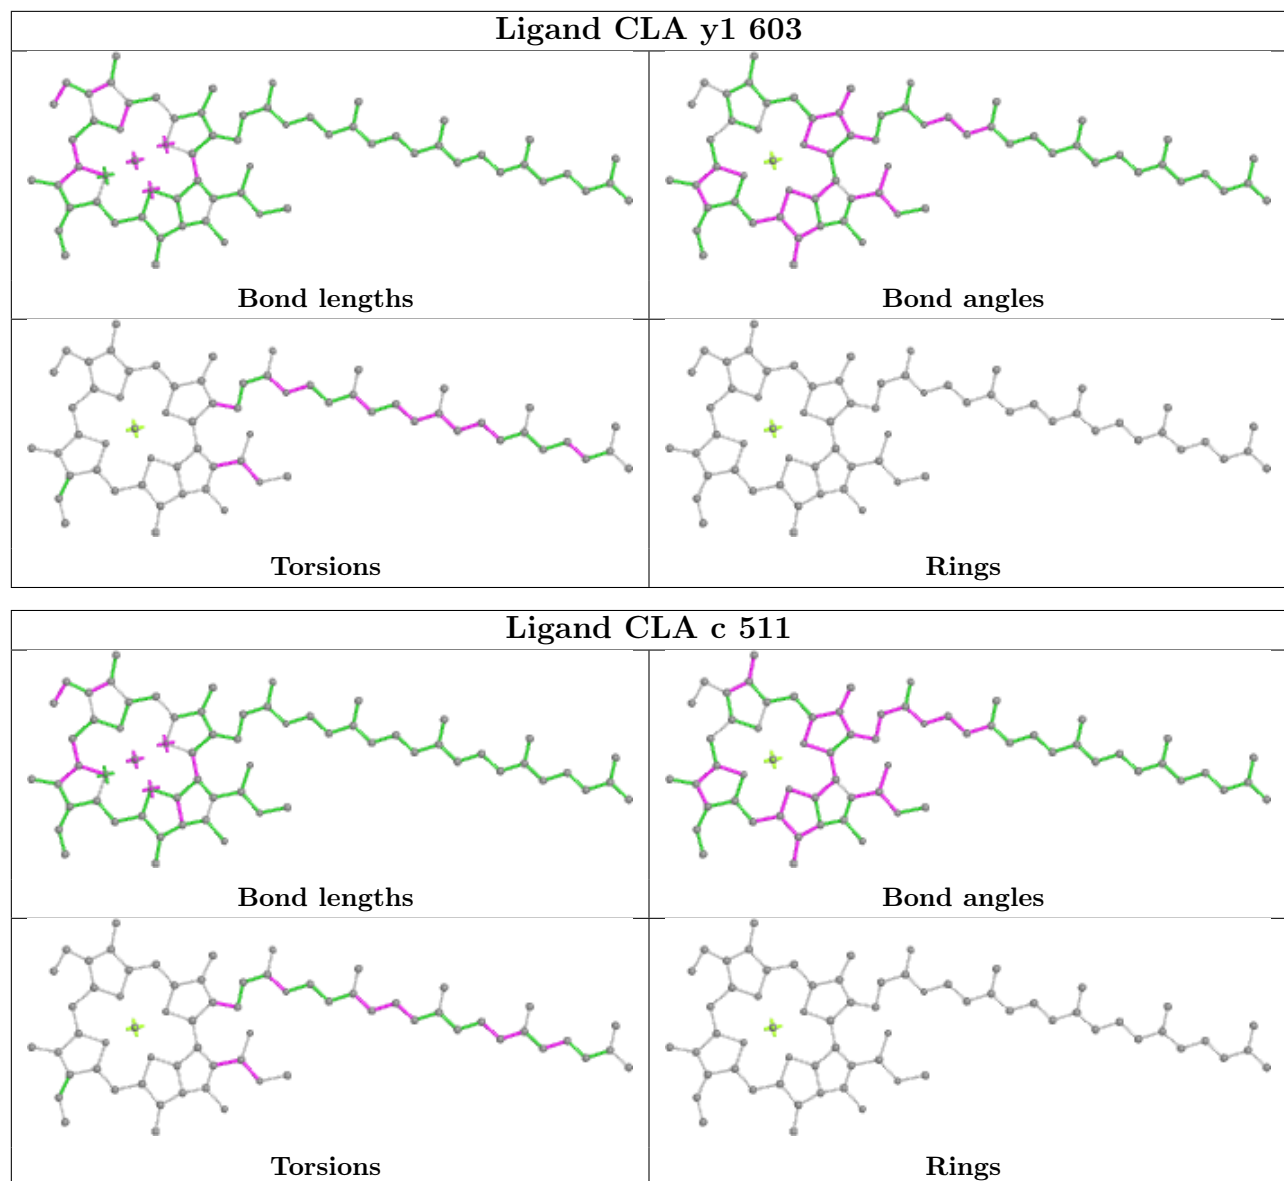 Ligand CLA y1 603
Bond lengths
Bond angles
Torsions
Rings
Ligand CLA c 511
Bond lengths
Bond angles
Torsions
Rings